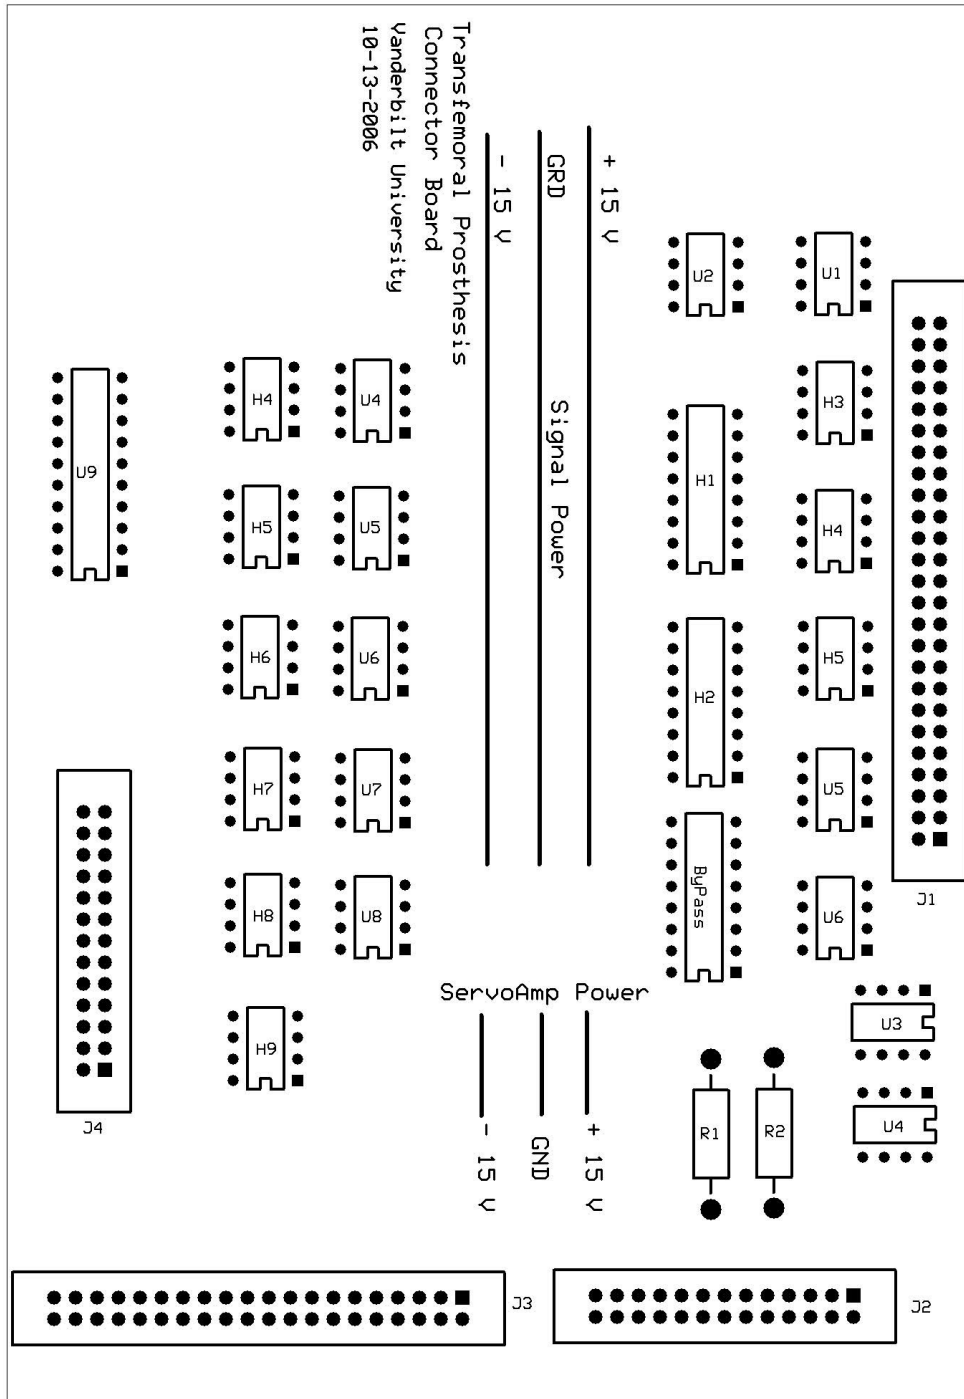 Transfemoral Prosthesis
Connector Board
Vanderbilt University
10-13-2006
- 15 V
GRD
+ 15 V
Signal Power
U2
U1
H4
U4
H3
U9
H1
H5
U5
H4
H6
U6
H5
H2
H7
U7
U5
H8
U8
ByPass
U6
J1
ServoAmp Power
U3
H9
J4
- 15 V
GND
+ 15 V
R1
R2
U4
J3
J2